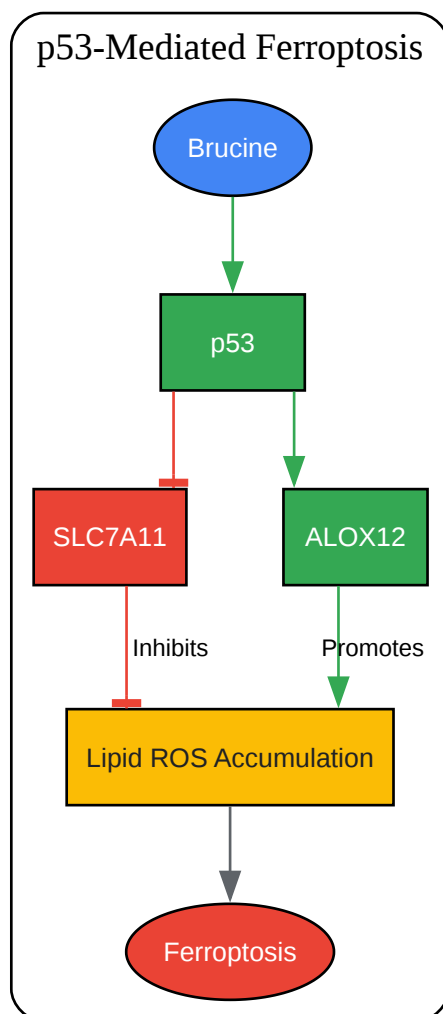 p53-Mediated Ferroptosis
Brucine
p53
SLC7A11
ALOX12
Inhibits
Promotes
Lipid ROS Accumulation
Ferroptosis